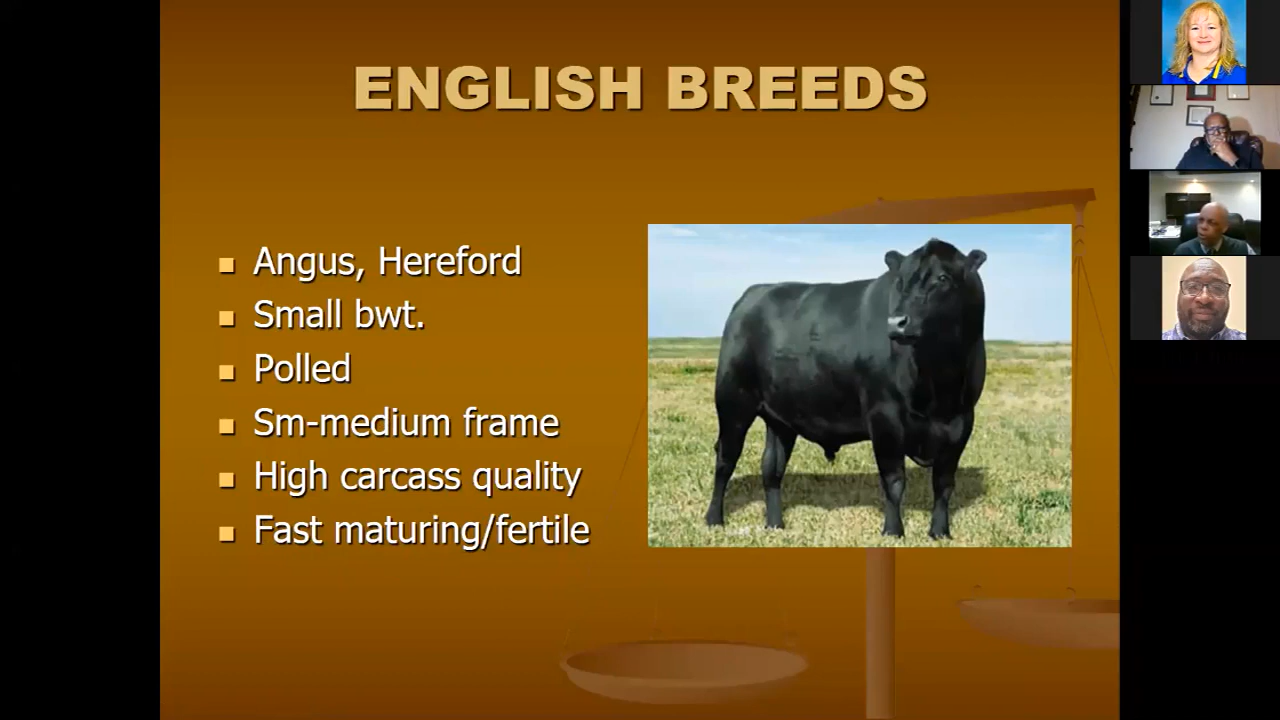 ENGLISH BREEDS
Angus, Hereford
Small bwt.
Polled
Sm-medium frame
High carcass quality
Fast maturing/fertile